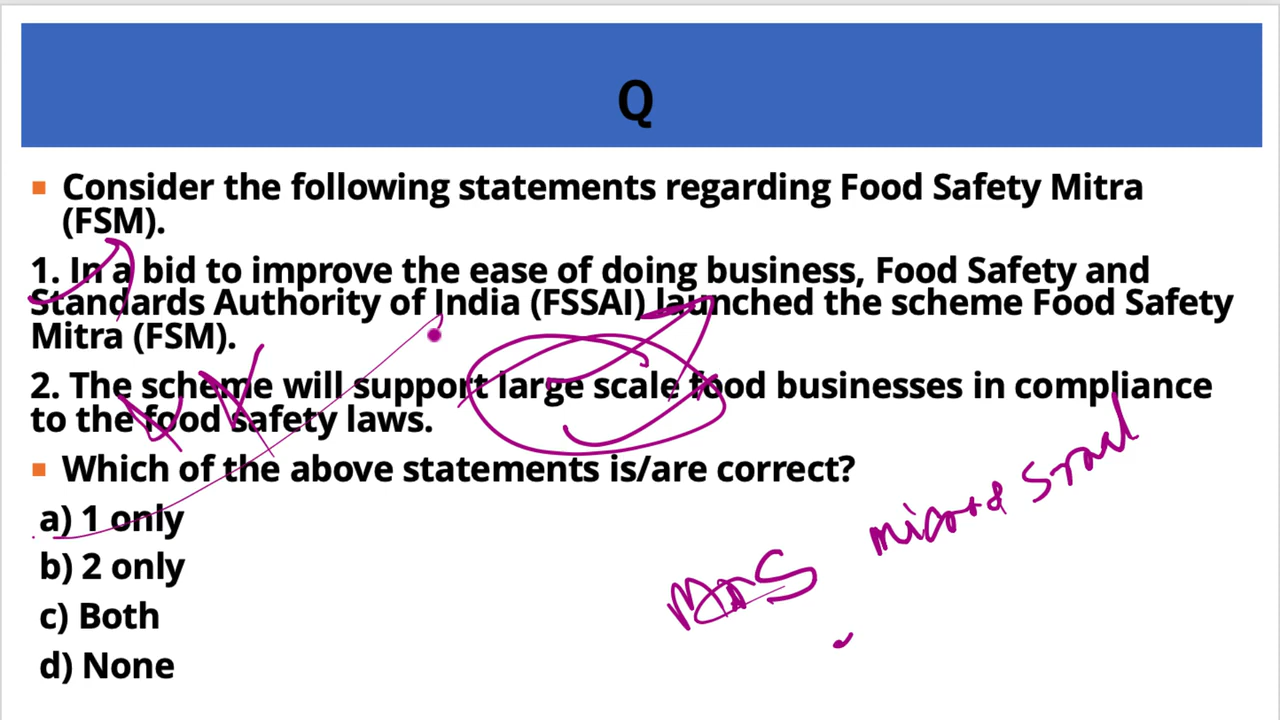 Q
Consider the following statements regarding Food Safety Mitra
(FSM).
1. In a bid to improve the ease of doing business, Food Safety and
Standards Authority of India (FSSAI) launched the scheme Food Safety
Mitra (FSM).
2. The scheme will support large scale food businesses in compliance
to the food safety laws.
Which of the above statements is/are correct?
a) 1 only
b) 2 only
c) Both
d) None